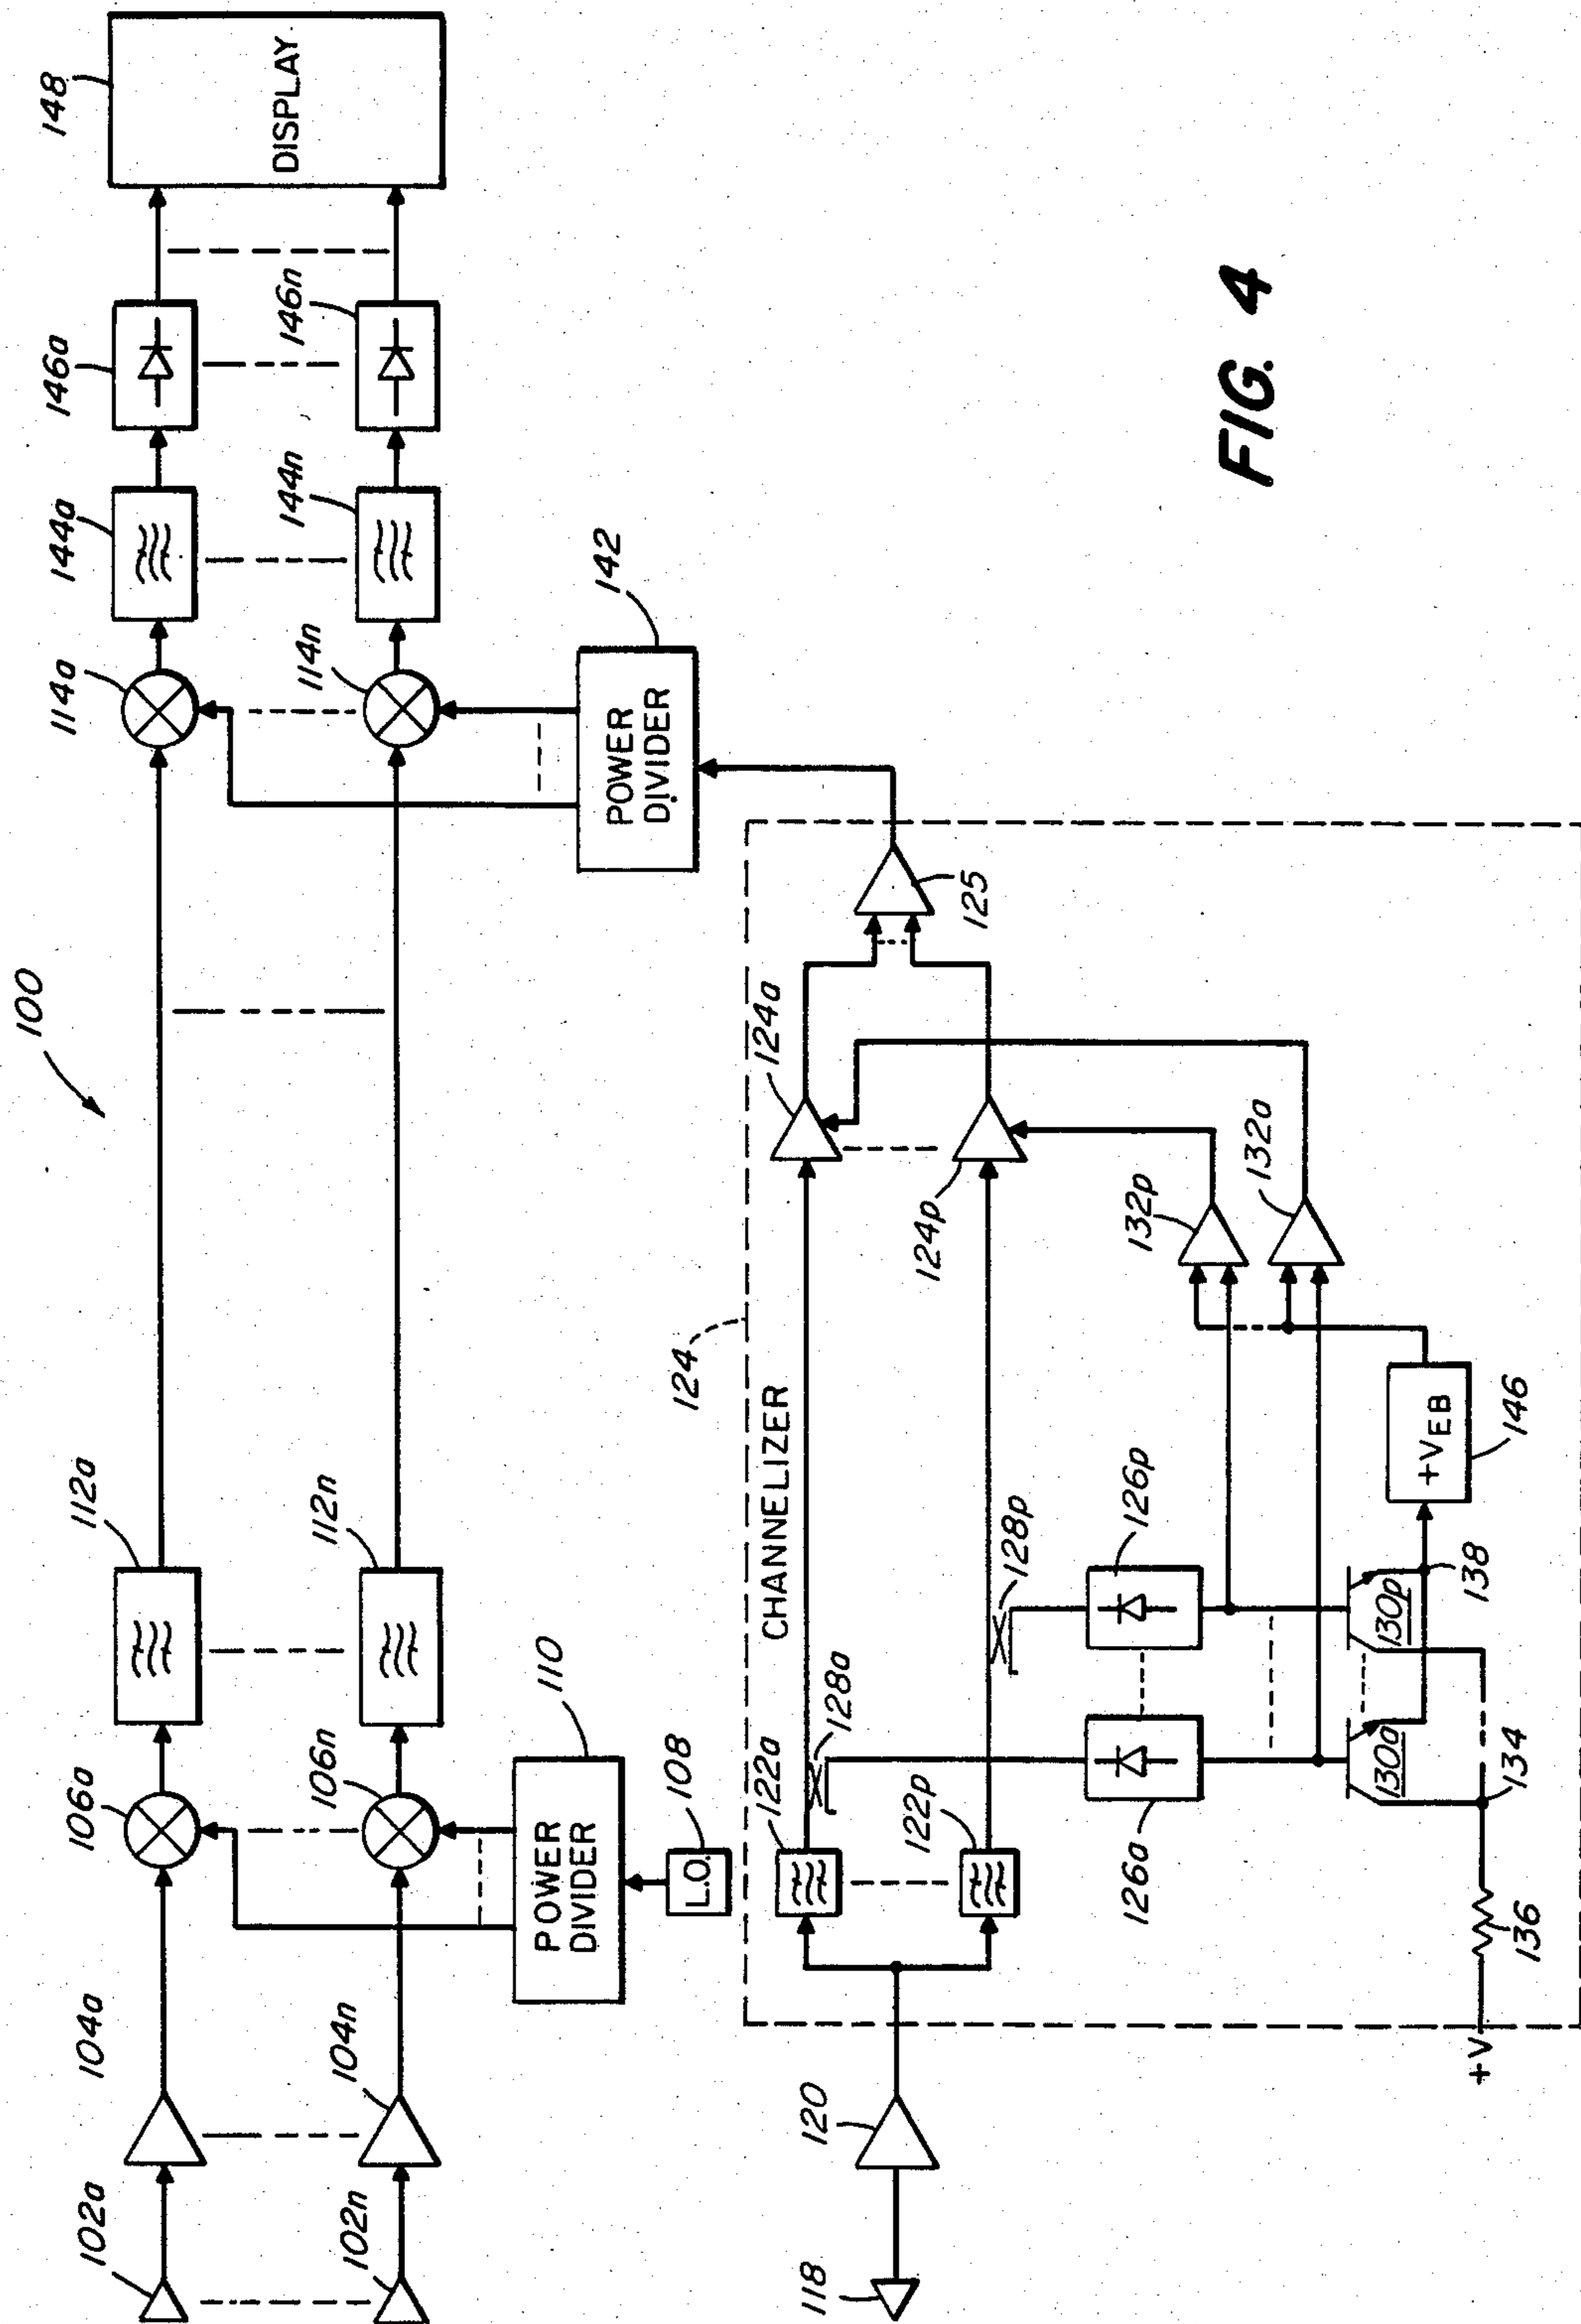 100
102a
104a
106a
112a
114a
144a
146a
148
DISPLAY
102n
104n
106n
112n
114n
144n
146n
POWER
DIVIDER
110
L.O.
108
POWER
DIVIDER
142
124
CHANNELIZER
118
120
122a
128a
124a
125
122p
128p
124p
126a
126p
132p
132a
130a
130p
138
+VEB
146
134
136
+V
FIG. 4